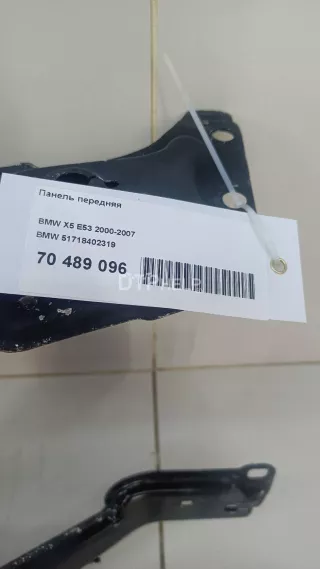 Панель передняя
BMW X5 E53 2000-2007
BMW 51718402319
70 489 096